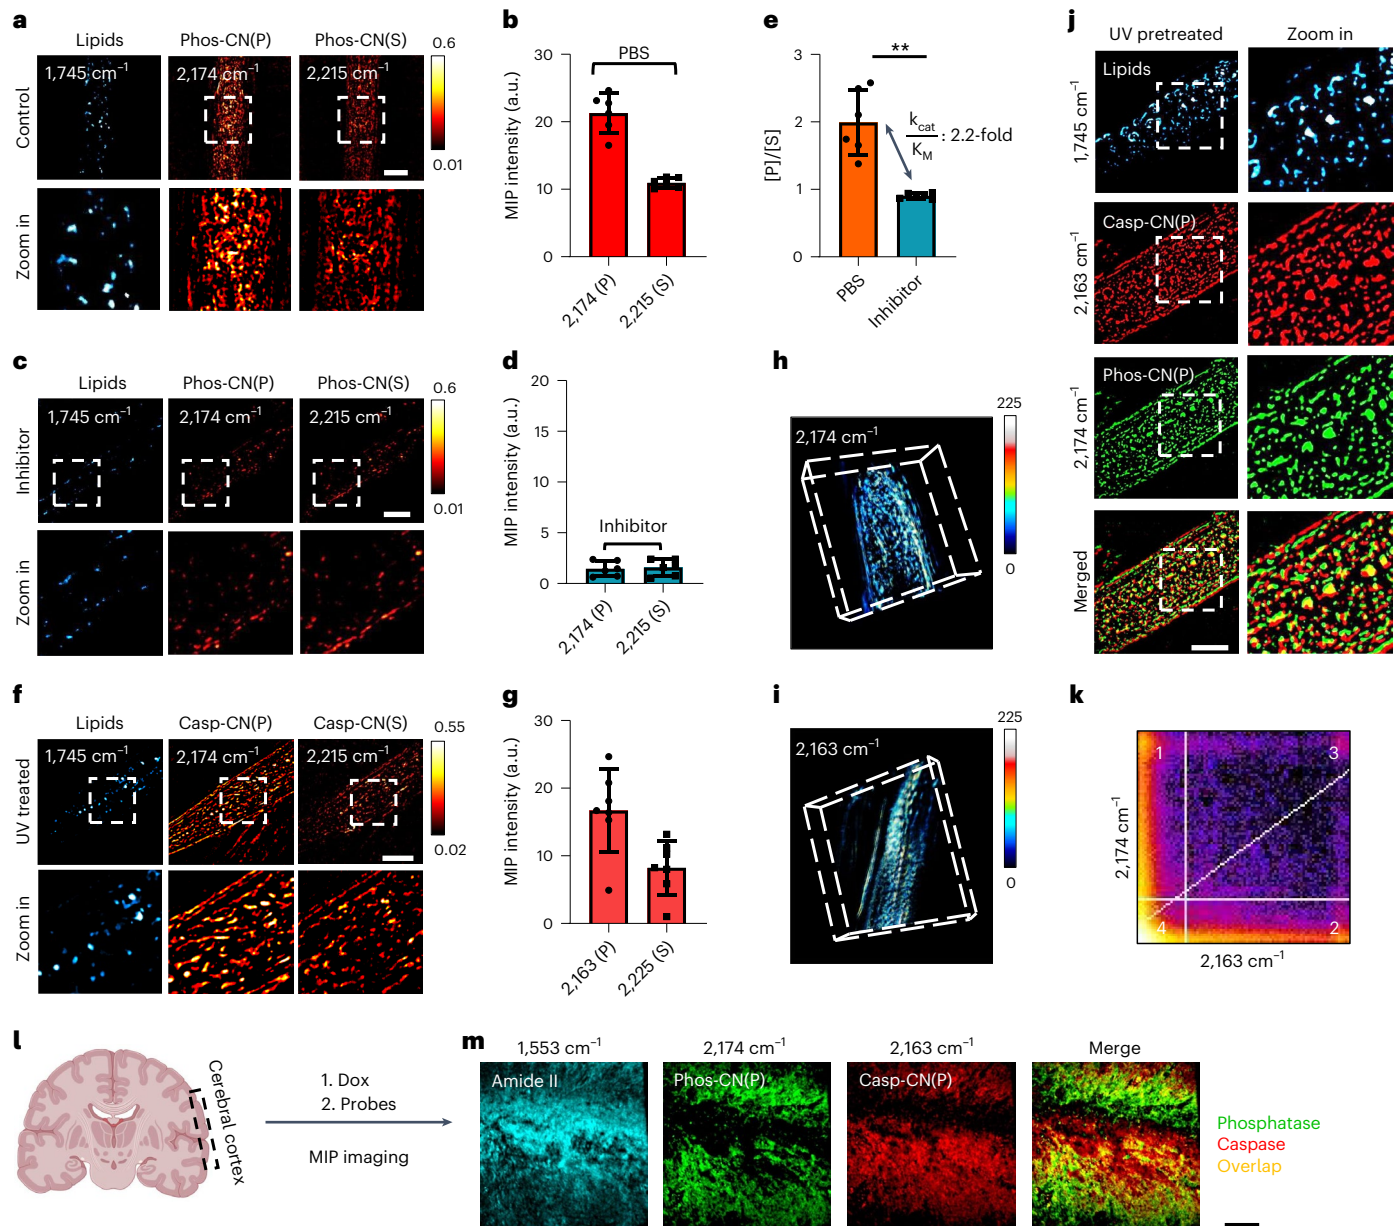 a
Lipids
Phos-CN(P)
Phos-CN(S)
Control
1,745 cm⁻¹
2,174 cm⁻¹
2,215 cm⁻¹
0.6
0.01
Zoom in
b
MIP intensity (a.u.)
30
20
10
0
PBS
2,174 (P)
2,215 (S)
e
[P]/[S]
3
2
1
0
**
k_cat
K_M
: 2.2-fold
PBS
Inhibitor
j
UV pretreated
Zoom in
1,745 cm⁻¹
Lipids
2,163 cm⁻¹
Casp-CN(P)
2,174 cm⁻¹
Phos-CN(P)
Merged
c
Lipids
Phos-CN(P)
Phos-CN(S)
Inhibitor
1,745 cm⁻¹
2,174 cm⁻¹
2,215 cm⁻¹
0.6
0.01
Zoom in
d
MIP intensity (a.u.)
20
15
10
5
0
Inhibitor
2,174 (P)
2,215 (S)
h
2,174 cm⁻¹
225
0
f
Lipids
Casp-CN(P)
Casp-CN(S)
UV treated
1,745 cm⁻¹
2,174 cm⁻¹
2,215 cm⁻¹
0.55
0.02
Zoom in
g
MIP intensity (a.u.)
30
20
10
0
2,163 (P)
2,225 (S)
i
2,163 cm⁻¹
225
0
k
2,174 cm⁻¹
1
3
4
2
2,163 cm⁻¹
l
Cerebral cortex
1. Dox
2. Probes
MIP imaging
m
1,553 cm⁻¹
2,174 cm⁻¹
2,163 cm⁻¹
Merge
Amide II
Phos-CN(P)
Casp-CN(P)
Phosphatase
Caspase
Overlap